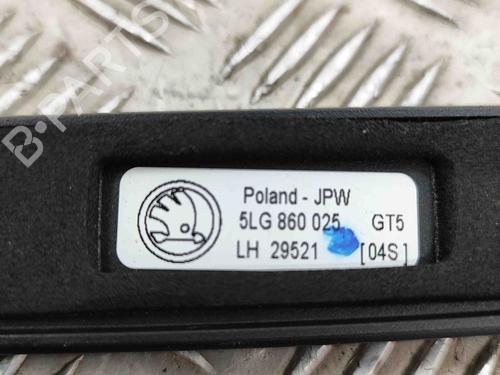 B-PARTS
Poland - JPW
5LG 860 025 GT5
LH 29521 [04S]